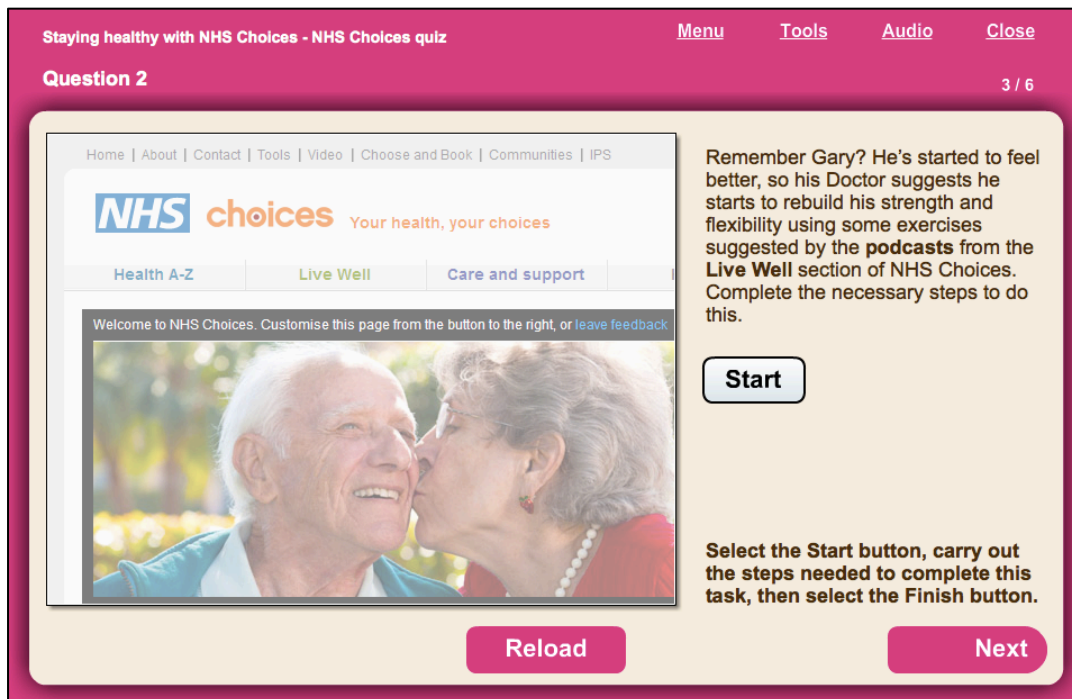 Staying healthy with NHS Choices - NHS Choices quiz
Menu Tools Audio Close
Question 2
3 / 6
Home | About | Contact | Tools | Video | Choose and Book | Communities | IPS
NHS choices Your health, your choices
Health A-Z Live Well Care and support
Welcome to NHS Choices. Customise this page from the button to the right, or leave feedback
Remember Gary? He's started to feel
better, so his Doctor suggests he
starts to rebuild his strength and
flexibility using some exercises
suggested by the podcasts from the
Live Well section of NHS Choices.
Complete the necessary steps to do
this.
Start
Select the Start button, carry out
the steps needed to complete this
task, then select the Finish button.
Reload
Next